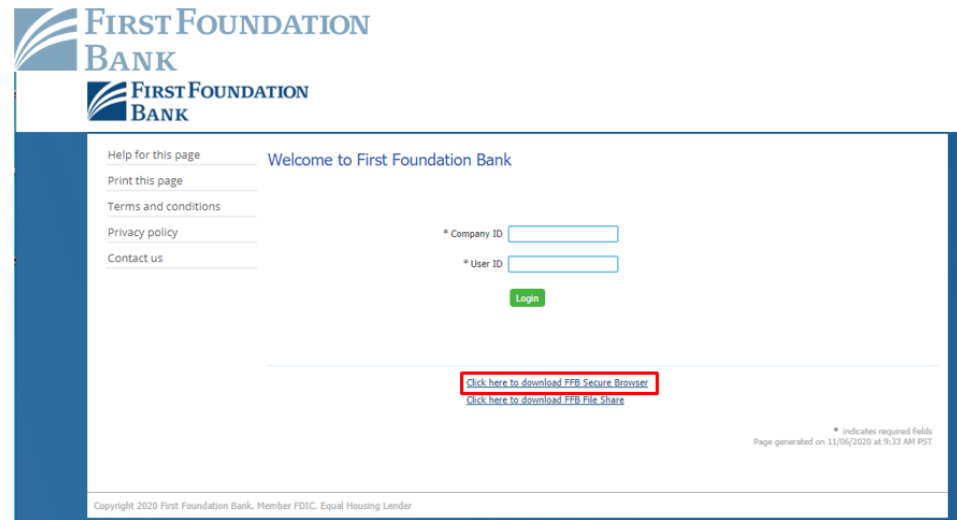 FIRST FOUNDATION
BANK
FIRST FOUNDATION
BANK
Help for this page
Print this page
Terms and conditions
Privacy policy
Contact us
Welcome to First Foundation Bank
* Company ID
* User ID
Login
Click here to download FFB Secure Browser
Click here to download FFB File Share
* indicates required fields
Page generated on 11/06/2020 at 9:33 AM PST
Copyright 2020 First Foundation Bank. Member FDIC. Equal Housing Lender